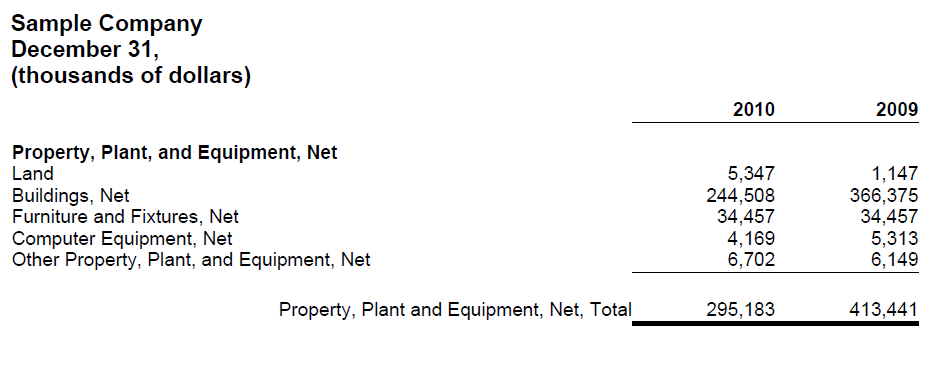 Sample Company
December 31,
(thousands of dollars)
2010 2009
Property, Plant, and Equipment, Net
Land 5,347 1,147
Buildings, Net 244,508 366,375
Furniture and Fixtures, Net 34,457 34,457
Computer Equipment, Net 4,169 5,313
Other Property, Plant, and Equipment, Net 6,702 6,149
Property, Plant and Equipment, Net, Total 295,183 413,441